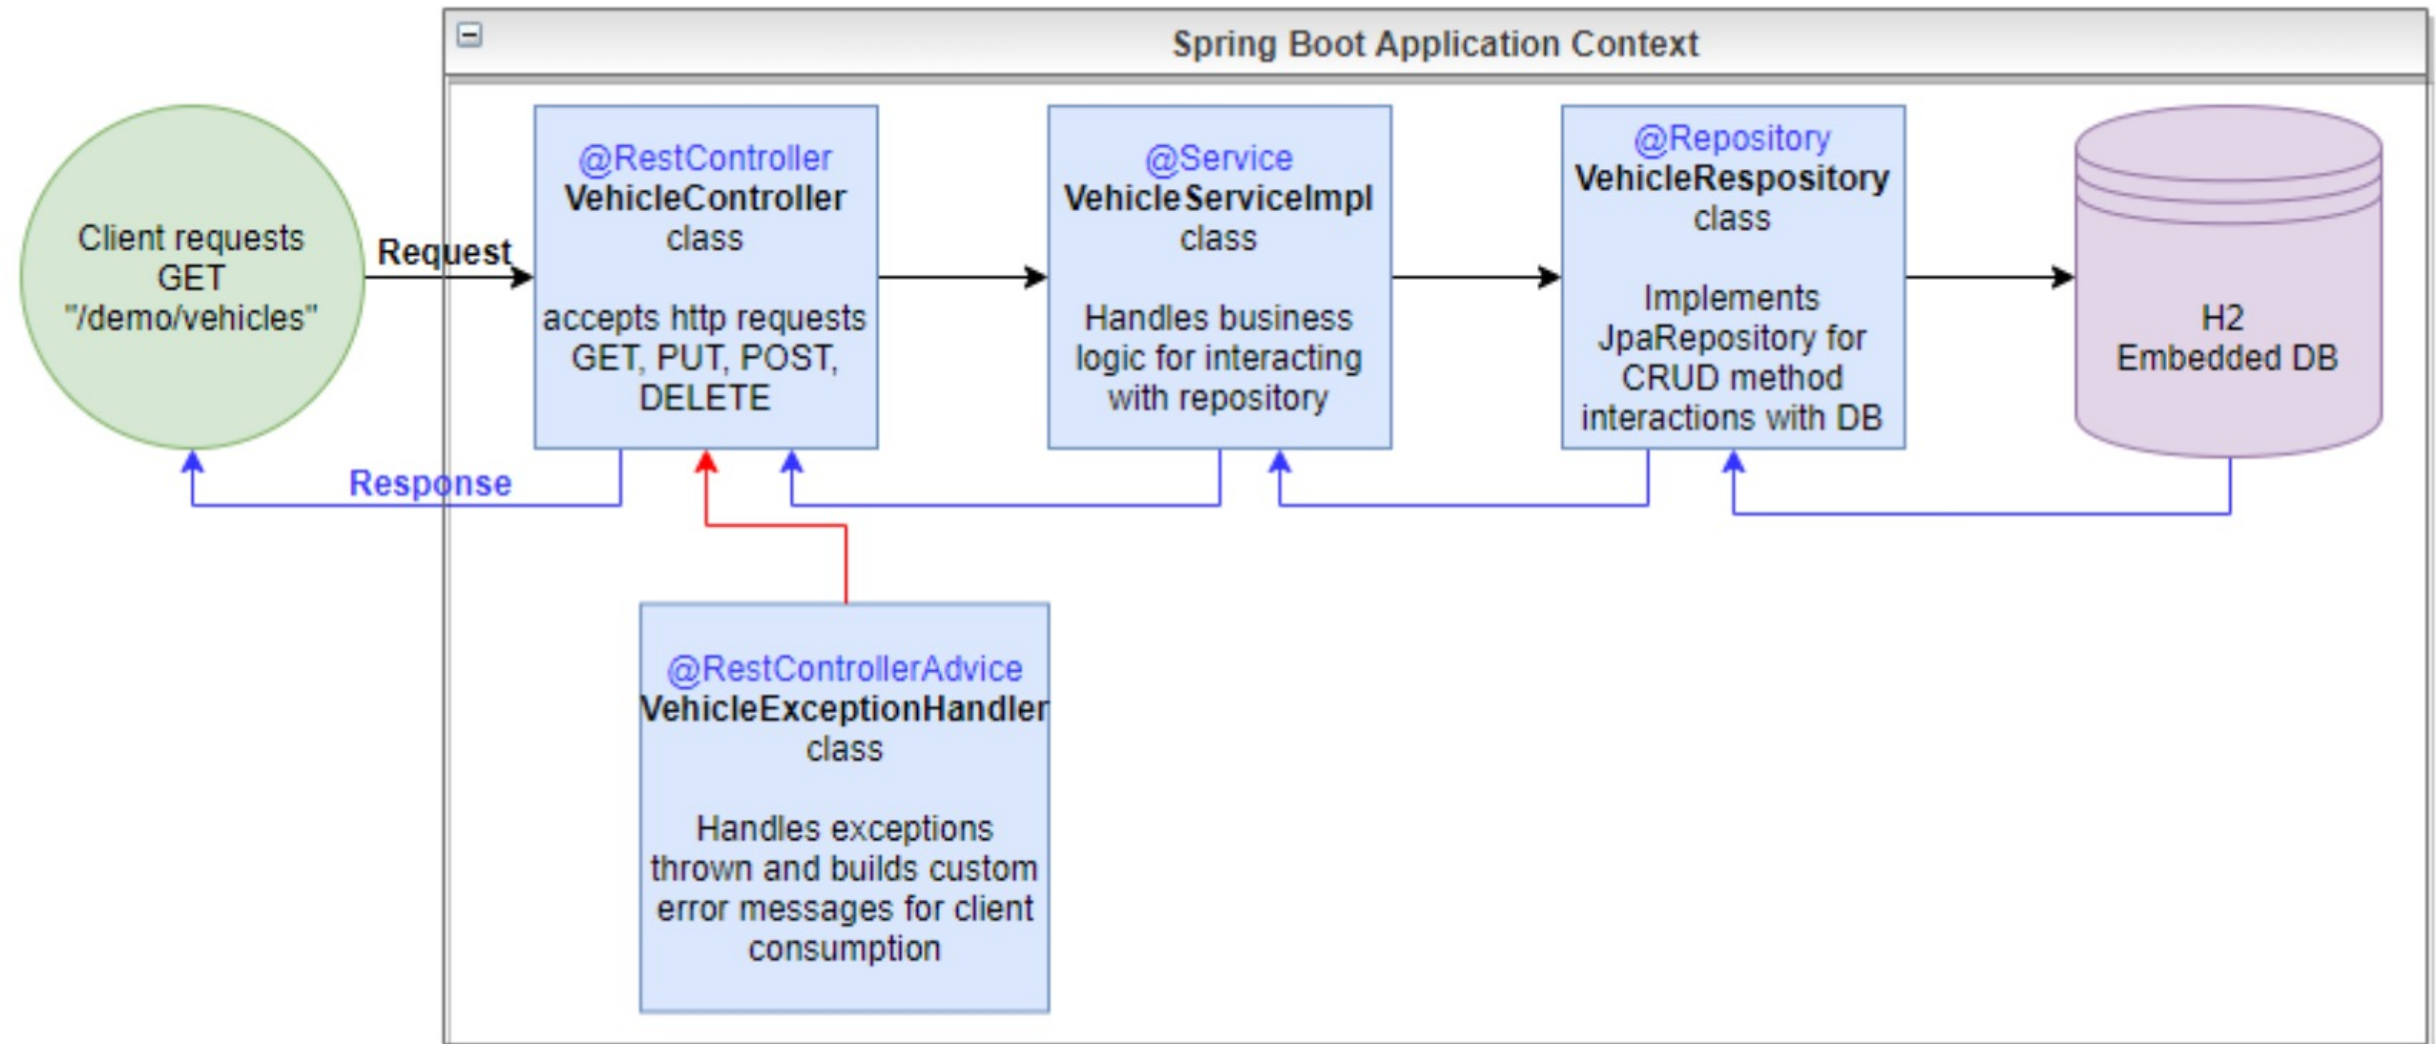 Spring Boot Application Context
Client requests
GET
"/demo/vehicles"
Request
Response
@RestController
VehicleController
class
accepts http requests
GET, PUT, POST,
DELETE
@Service
VehicleServiceImpl
class
Handles business
logic for interacting
with repository
@Repository
VehicleRespository
class
Implements
JpaRepository for
CRUD method
interactions with DB
H2
Embedded DB
@RestControllerAdvice
VehicleExceptionHandler
class
Handles exceptions
thrown and builds custom
error messages for client
consumption